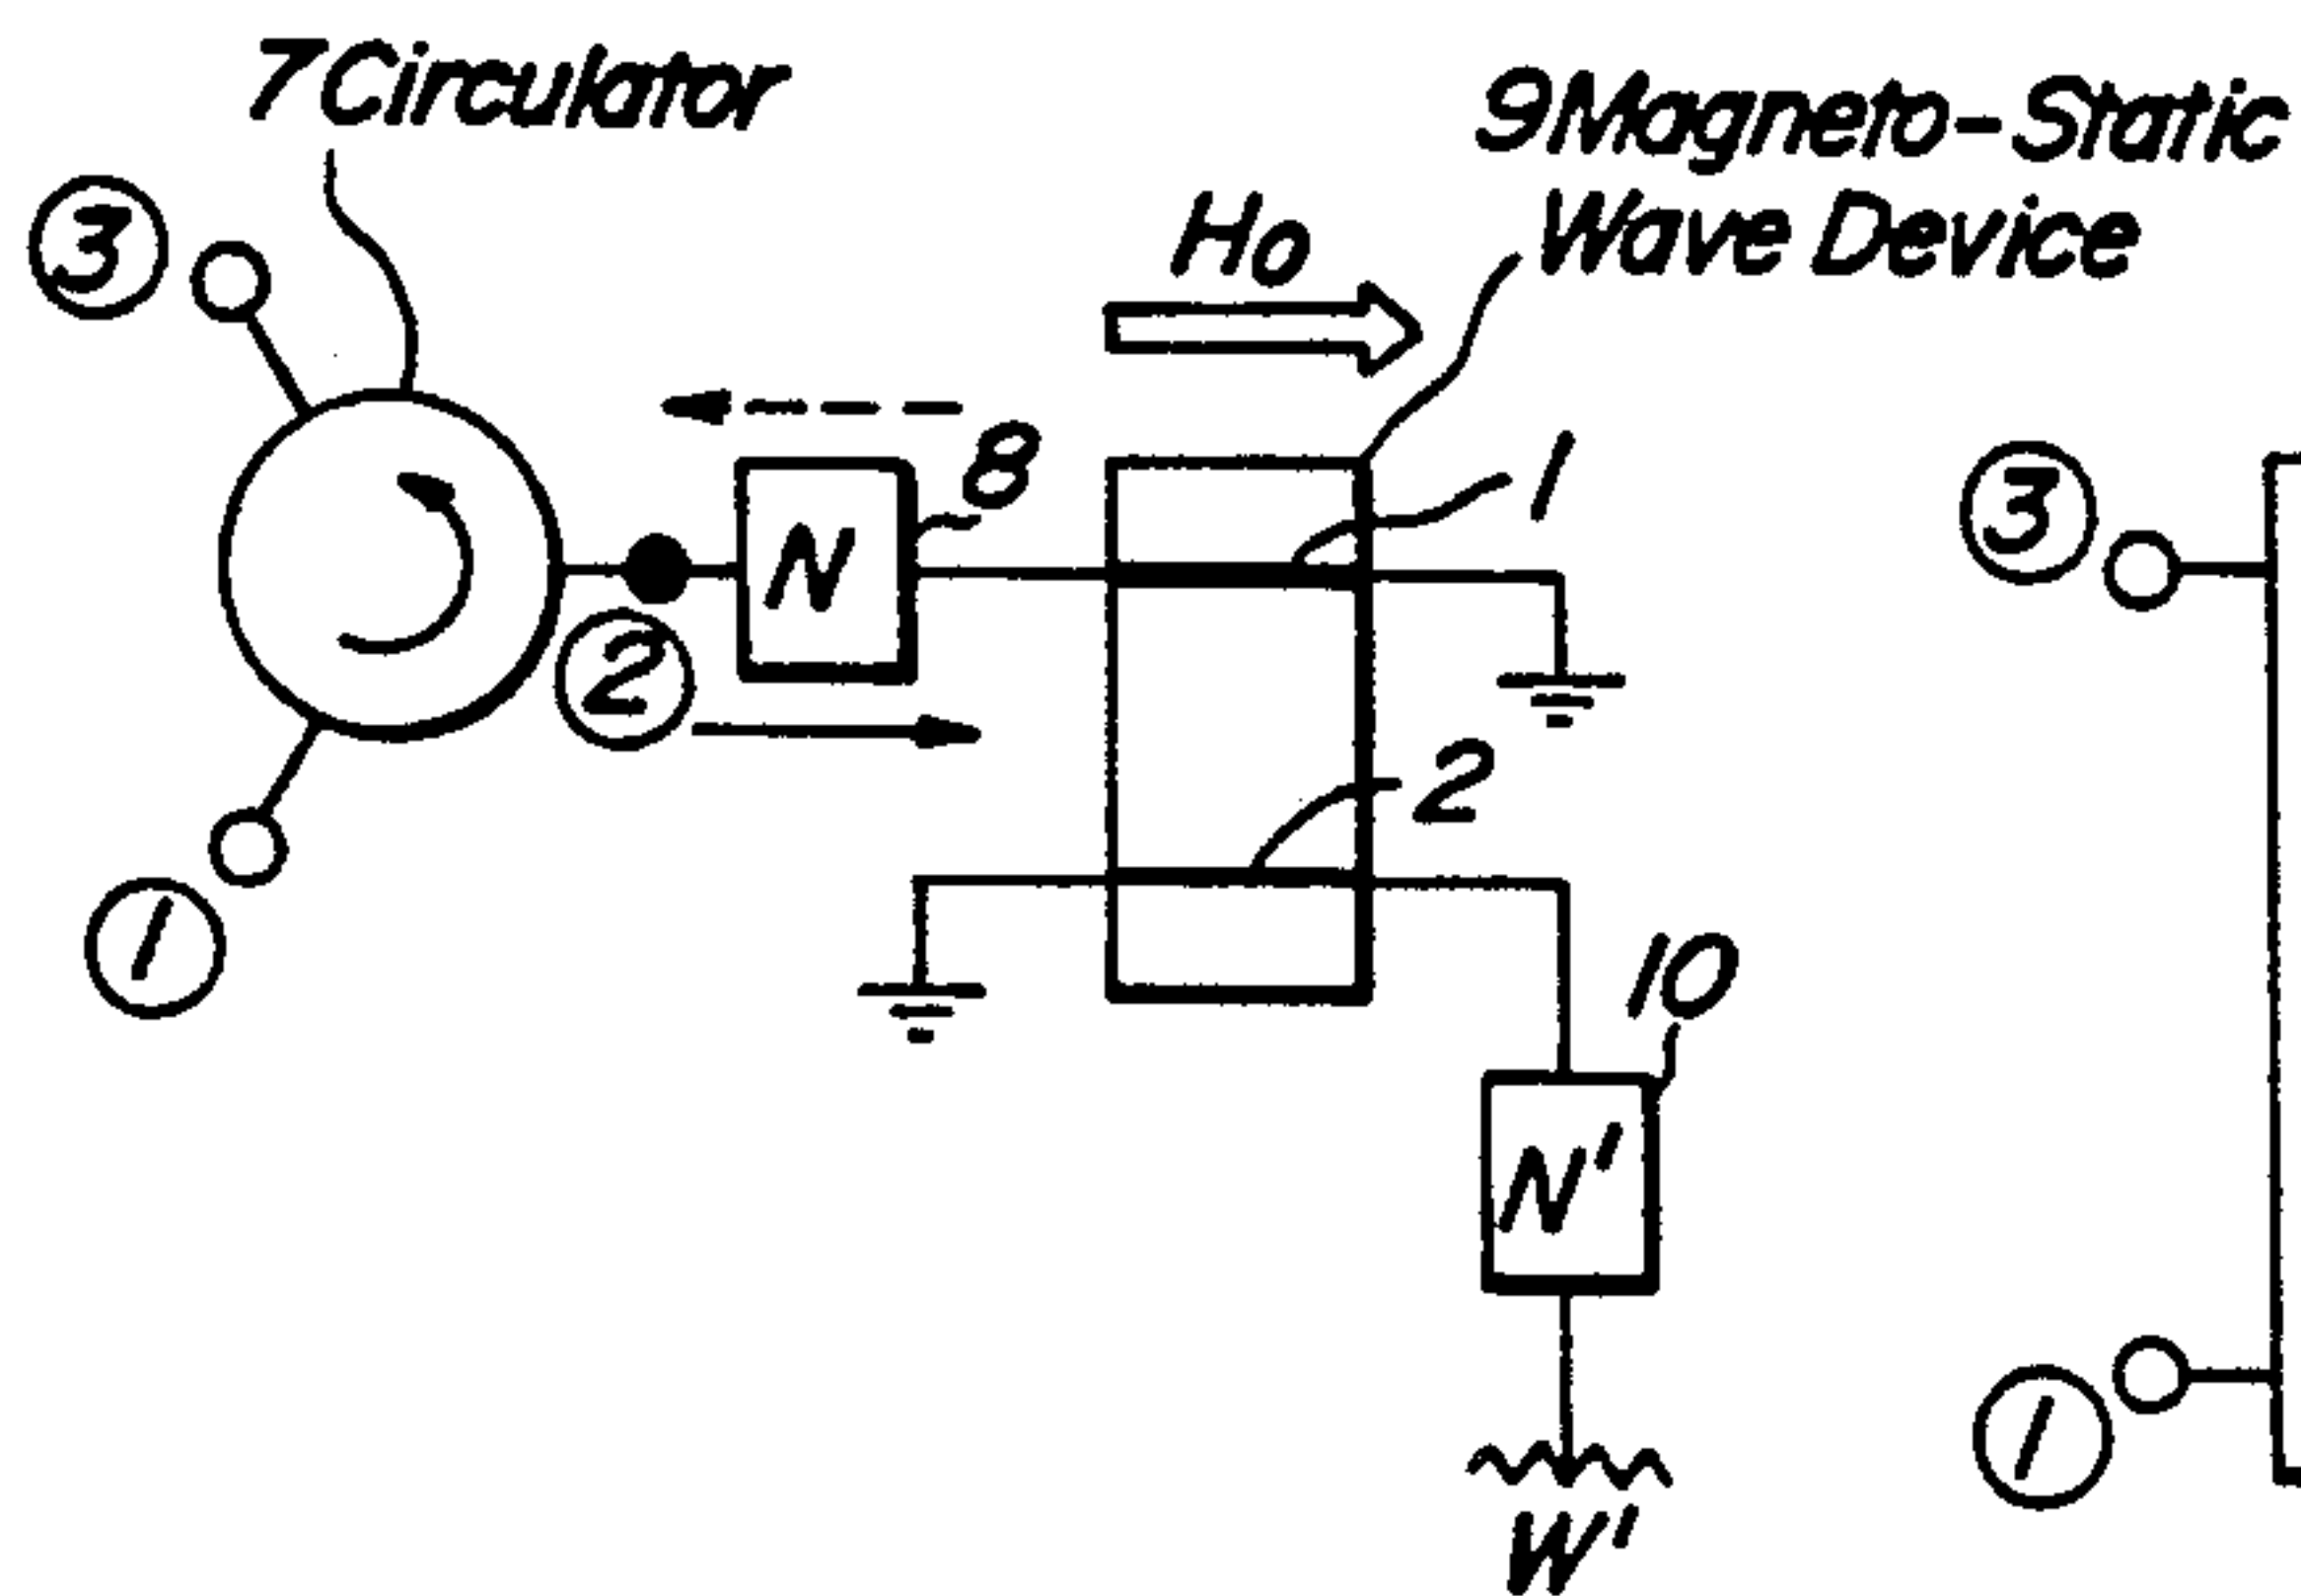 7 Circulator
9 Magneto-Static
Wave Device
Ho
③
8
1
N
③
②
2
①
10
N'
①
W'